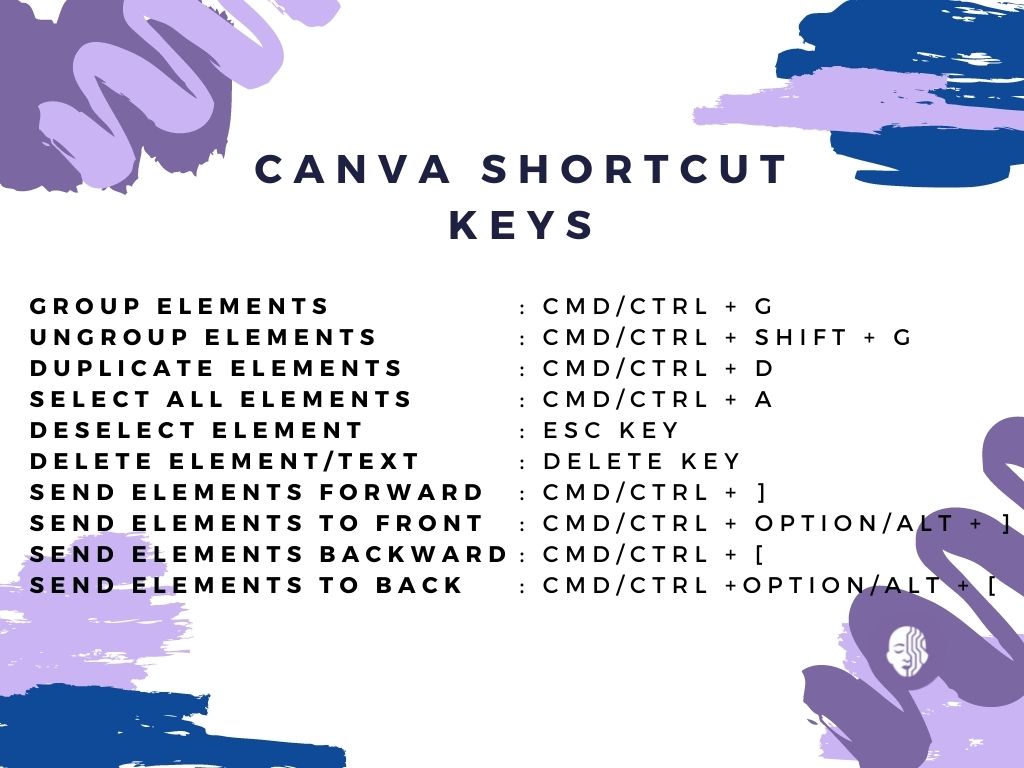 CANVA SHORTCUT
KEYS
GROUP ELEMENTS : CMD/CTRL + G
UNGROUP ELEMENTS : CMD/CTRL + SHIFT + G
DUPLICATE ELEMENTS : CMD/CTRL + D
SELECT ALL ELEMENTS : CMD/CTRL + A
DESELECT ELEMENT : ESC KEY
DELETE ELEMENT/TEXT : DELETE KEY
SEND ELEMENTS FORWARD : CMD/CTRL + ]
SEND ELEMENTS TO FRONT : CMD/CTRL + OPTION/ALT + ]
SEND ELEMENTS BACKWARD : CMD/CTRL + [
SEND ELEMENTS TO BACK : CMD/CTRL +OPTION/ALT + [